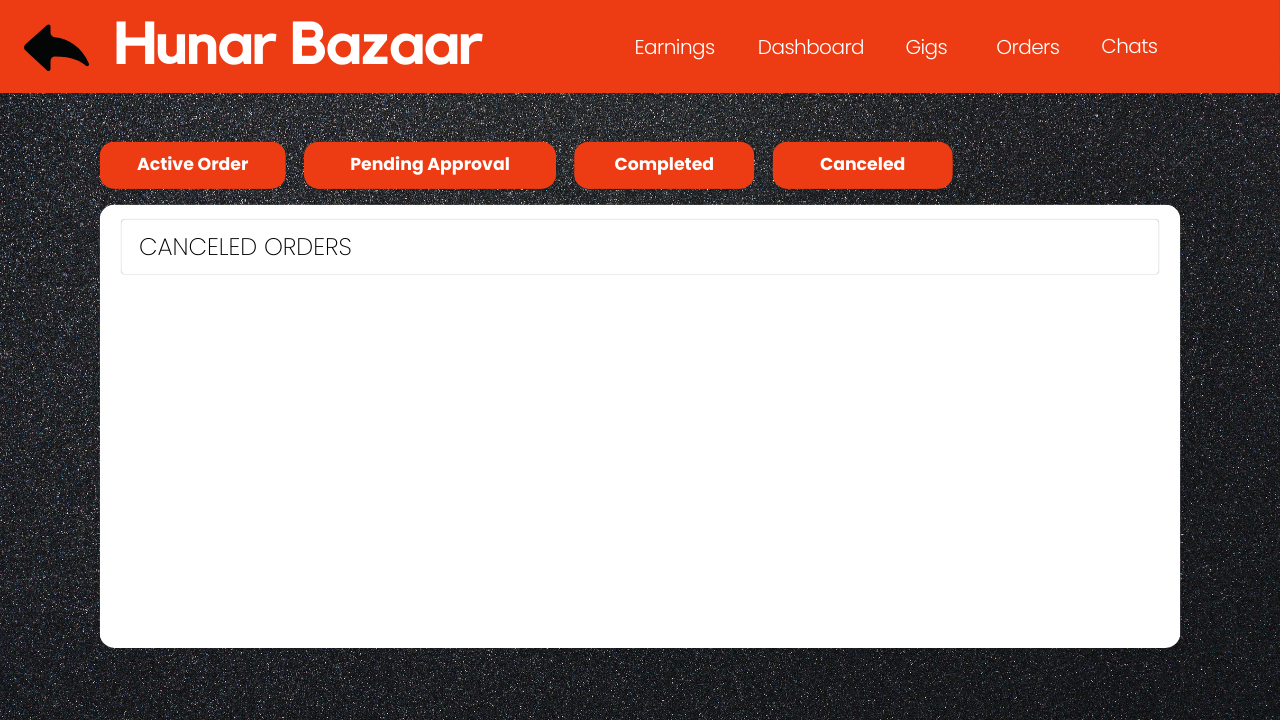 Hunar Bazaar
Earnings Dashboard Gigs Orders Chats
Active Order Pending Approval Completed Canceled
CANCELED ORDERS